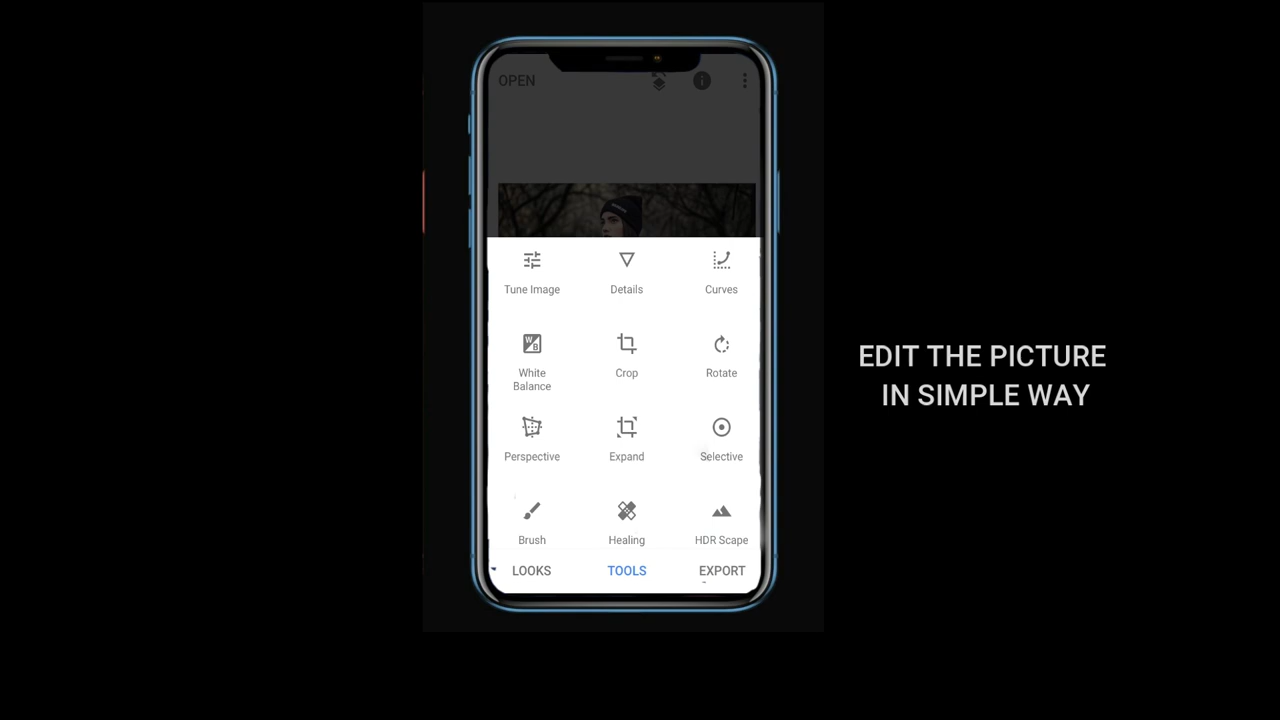 OPEN
Tune Image
Details
Curves
White
Balance
Crop
Rotate
Perspective
Expand
Selective
Brush
Healing
HDR Scape
LOOKS
TOOLS
EXPORT
EDIT THE PICTURE
IN SIMPLE WAY